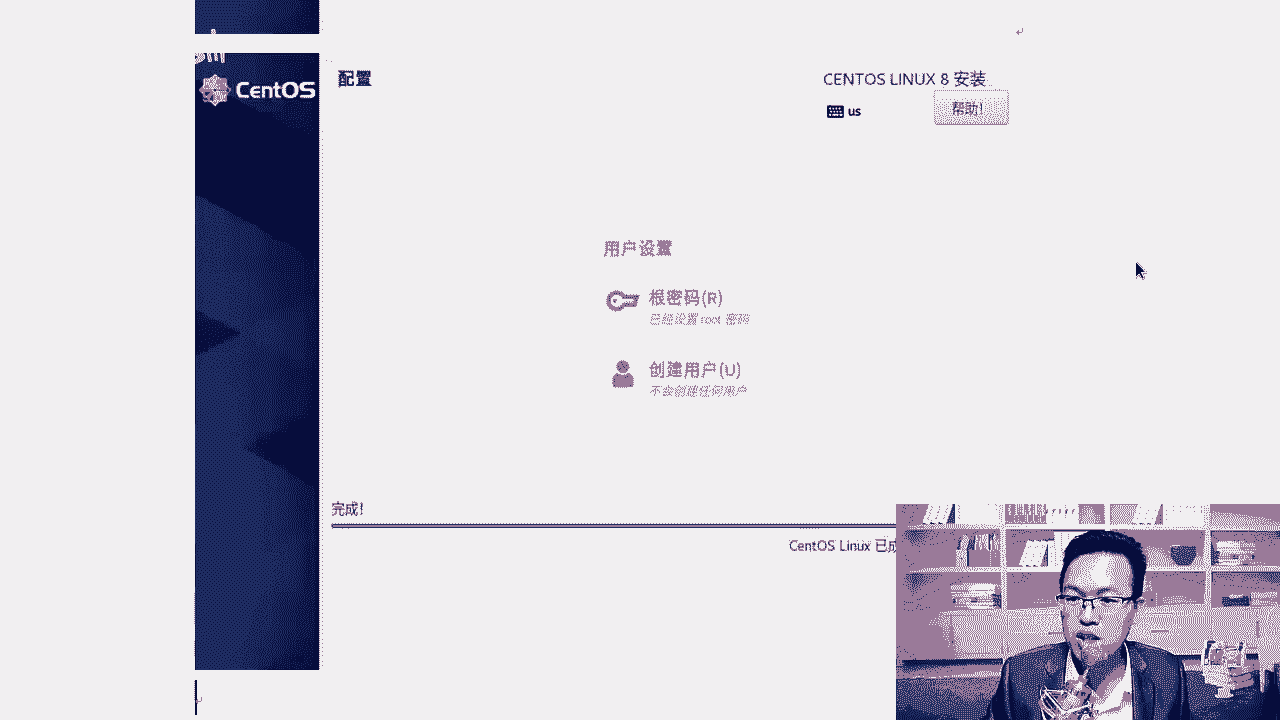 CentOS
配置
CENTOS LINUX 8 安装
us
帮助!
用户设置
根密码(R)
已经设置 root 密码
创建用户(U)
不会创建任何用户
完成!
CentOS Linux 已成